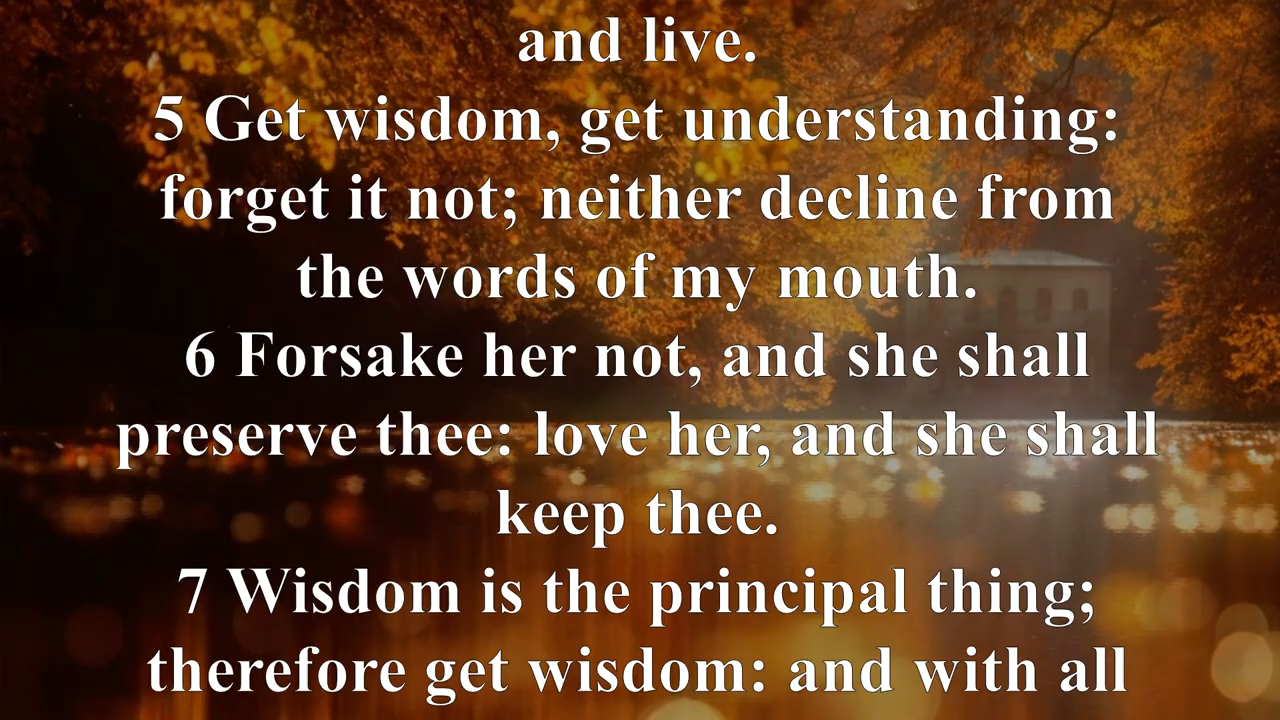 and live.
5 Get wisdom, get understanding:
forget it not; neither decline from
the words of my mouth.
6 Forsake her not, and she shall
preserve thee: love her, and she shall
keep thee.
7 Wisdom is the principal thing;
therefore get wisdom: and with all